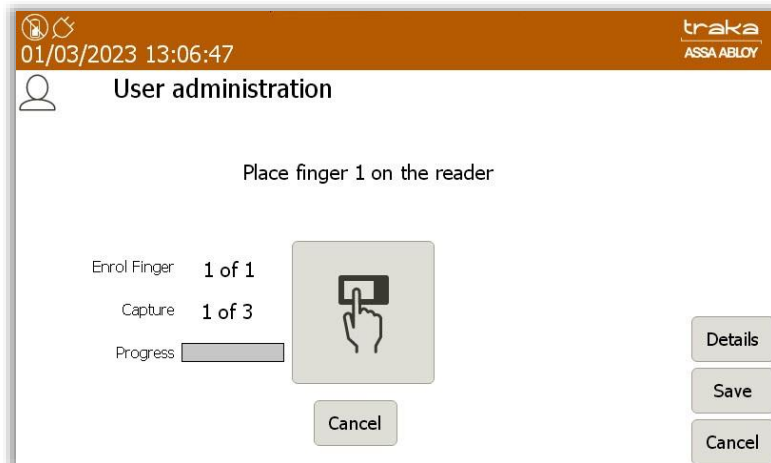 traka
01/03/2023 13:06:47
ASSA ABLOY
User administration
Place finger 1 on the reader
Enrol Finger 1 of 1
Capture 1 of 3
Progress
Details
Save
Cancel
Cancel